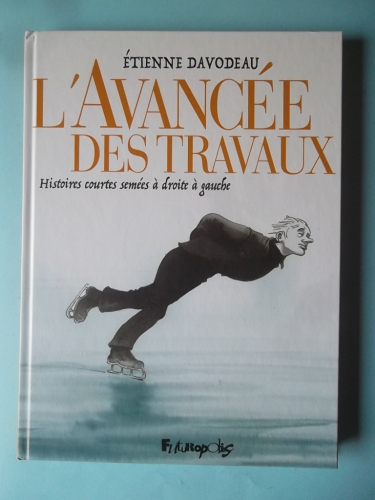 ÉTIENNE DAVODEAU
L'AVANCÉE
DES TRAVAUX
Histoires courtes semées à droite à gauche
Futuropolis